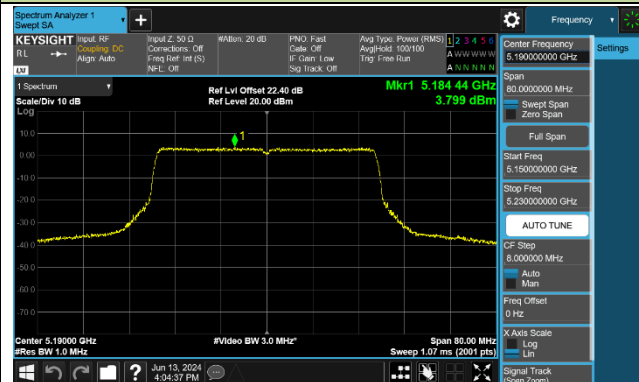 Spectrum Analyzer 1
Swept SA
Frequency
KEYSIGHT
Input: RF
Input Z: 50 Ω
#Atten: 20 dB
PNO: Fast
Avg Type: Power (RMS)
1 2 3 4 5 6
RL
Coupling: DC
Corrections: Off
Gate: Off
Avg|Hold: 100/100
A W W W W W
Align: Auto
Freq Ref: Int (S)
IF Gain: Low
Trig: Free Run
NFE: Off
Sig Track: Off
A N N N N N
LXI
Center Frequency
5.190000000 GHz
Settings
Span
80.0000000 MHz
Swept Span
Zero Span
Full Span
Start Freq
5.150000000 GHz
Stop Freq
5.230000000 GHz
AUTO TUNE
CF Step
8.000000 MHz
Auto
Man
Freq Offset
0 Hz
X Axis Scale
Log
Lin
Signal Track
(Span Zoom)
1 Spectrum
Ref Lvl Offset 22.40 dB
Mkr1 5.184 44 GHz
Scale/Div 10 dB
Ref Level 20.00 dBm
3.799 dBm
Log
10.0
1
0.00
-10.0
-20.0
-30.0
-40.0
-50.0
-60.0
-70.0
Center 5.19000 GHz
#Video BW 3.0 MHz*
Span 80.00 MHz
#Res BW 1.0 MHz
Sweep 1.07 ms (2001 pts)
?
Jun 13, 2024
4:04:37 PM